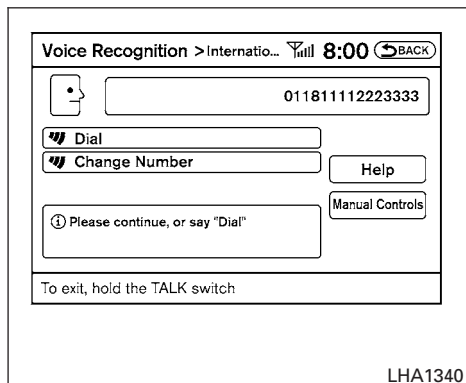 Voice Recognition >Internatio... 8:00 BACK
011811112223333
Dial
Change Number
Help
Manual Controls
Please continue, or say "Dial"
To exit, hold the TALK switch
LHA1340